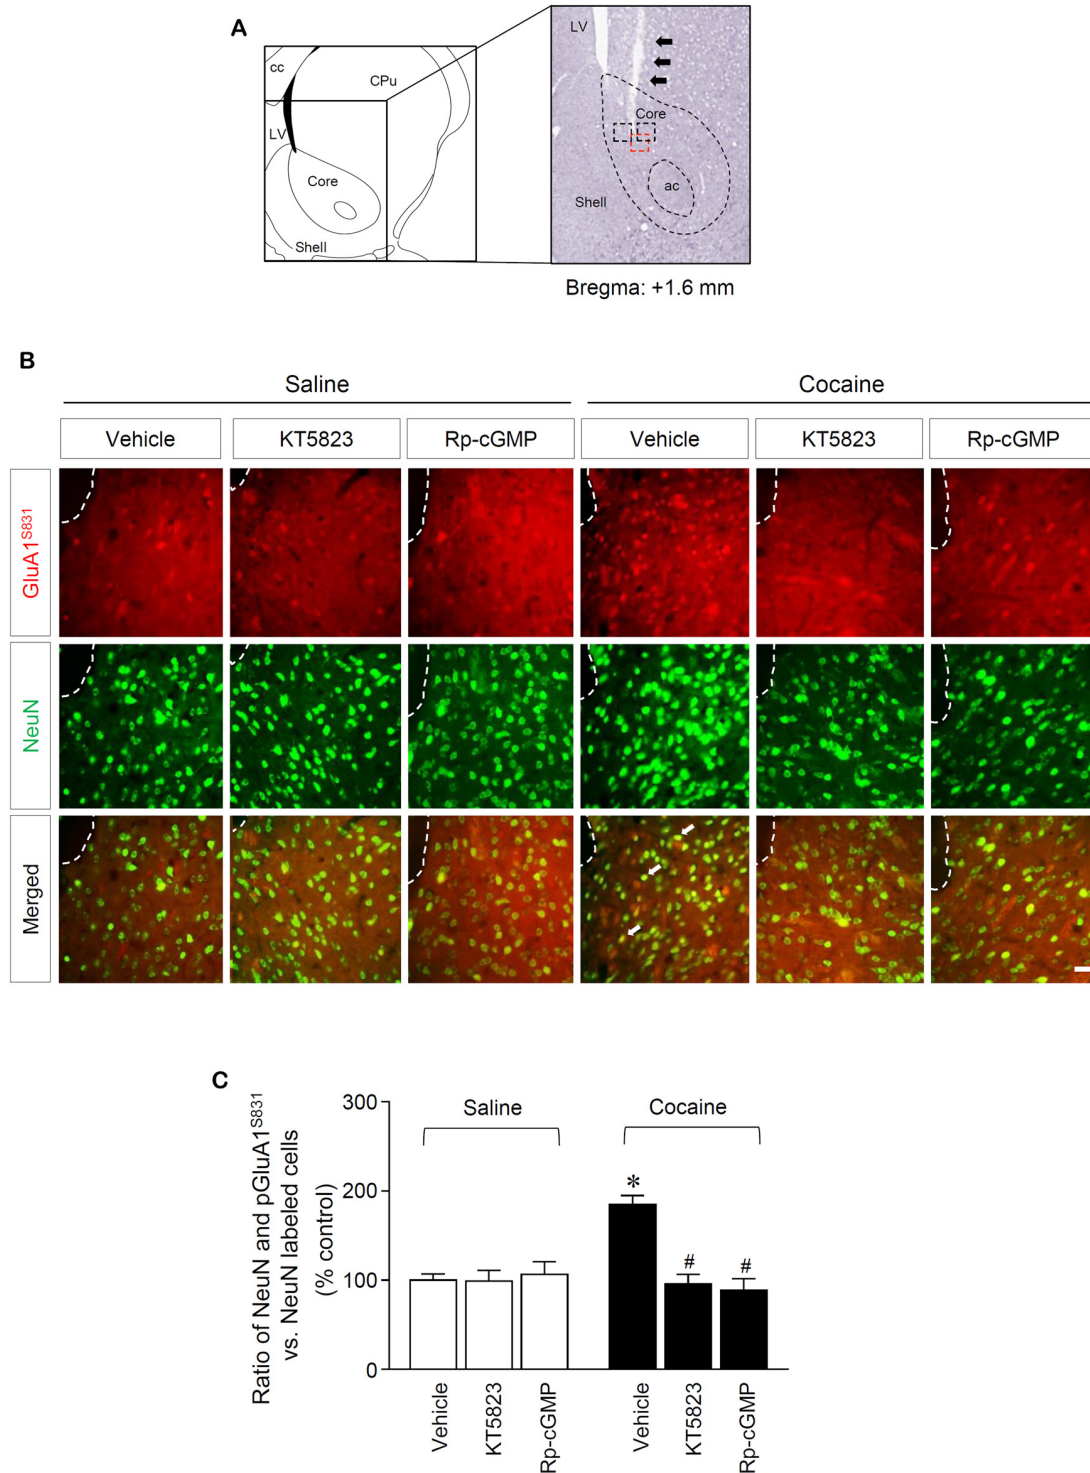 A
cc
CPu
LV
Core
Shell
LV
Core
ac
Shell
Bregma: +1.6 mm
B
Saline
Cocaine
Vehicle
KT5823
Rp-cGMP
Vehicle
KT5823
Rp-cGMP
GluA1S831
NeuN
Merged
C
Ratio of NeuN and pGluA1S831
vs. NeuN labeled cells
(% control)
300
200
100
0
Saline
Cocaine
*
#
#
Vehicle
KT5823
Rp-cGMP
Vehicle
KT5823
Rp-cGMP